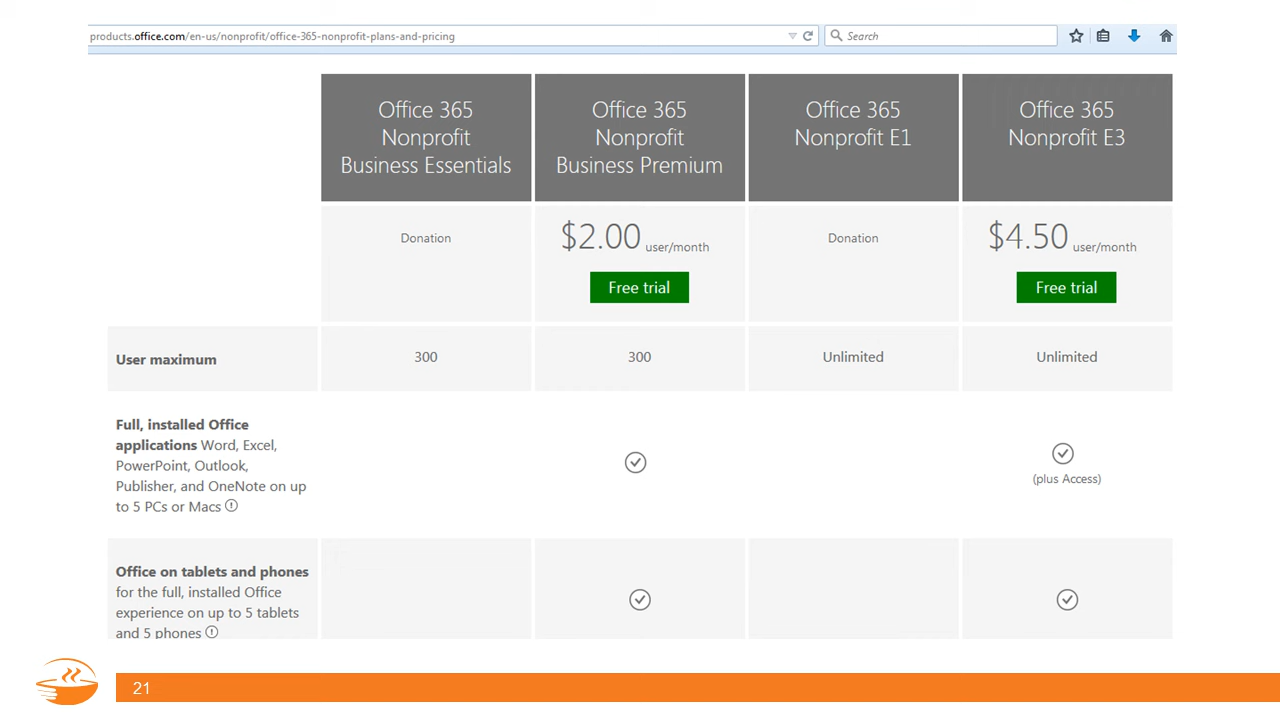 products.office.com/en-us/nonprofit/office-365-nonprofit-plans-and-pricing
Search
Office 365
Nonprofit
Business Essentials
Office 365
Nonprofit
Business Premium
Office 365
Nonprofit E1
Office 365
Nonprofit E3
Donation
$2.00 user/month
Free trial
Donation
$4.50 user/month
Free trial
User maximum
300
300
Unlimited
Unlimited
Full, installed Office
applications Word, Excel,
PowerPoint, Outlook,
Publisher, and OneNote on up
to 5 PCs or Macs
(plus Access)
Office on tablets and phones
for the full, installed Office
experience on up to 5 tablets
and 5 phones
21